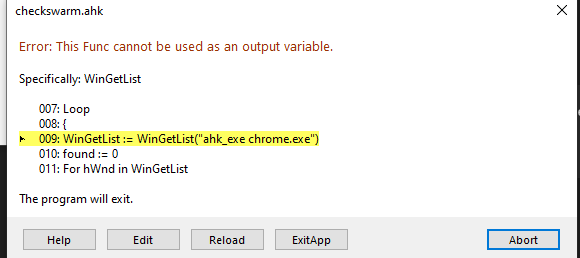 checkswarm.ahk
Error: This Func cannot be used as an output variable.
Specifically: WinGetList
007: Loop
008: {
009: WinGetList := WinGetList("ahk_exe chrome.exe")
010: found := 0
011: For hWnd in WinGetList
The program will exit.
Help Edit Reload ExitApp Abort